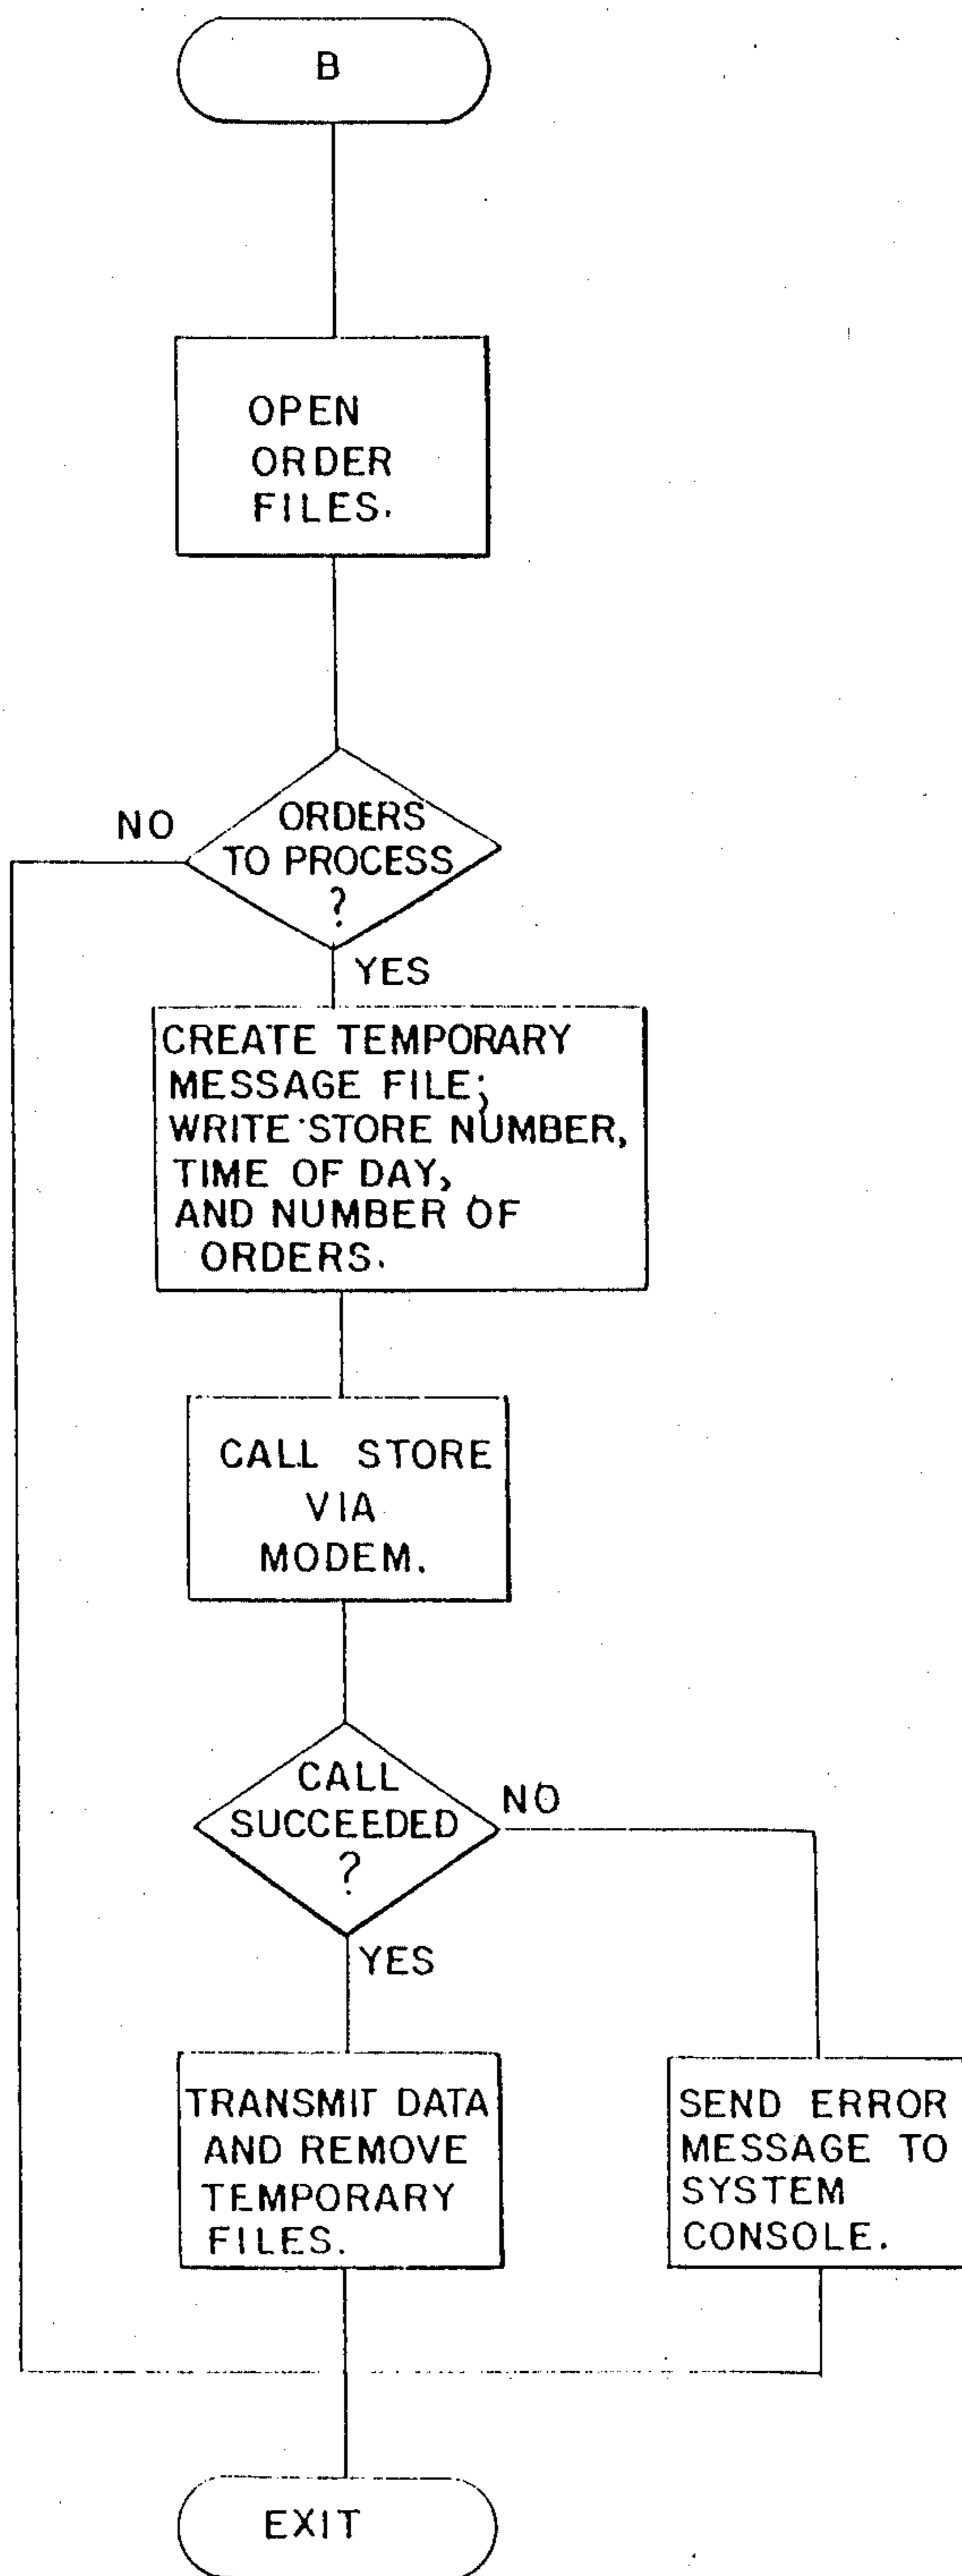 B
OPEN
ORDER
FILES.
NO
ORDERS
TO PROCESS
?
YES
CREATE TEMPORARY
MESSAGE FILE;
WRITE STORE NUMBER,
TIME OF DAY,
AND NUMBER OF
ORDERS.
CALL STORE
VIA
MODEM.
CALL
SUCCEEDED
?
NO
YES
TRANSMIT DATA
AND REMOVE
TEMPORARY
FILES.
SEND ERROR
MESSAGE TO
SYSTEM
CONSOLE.
EXIT